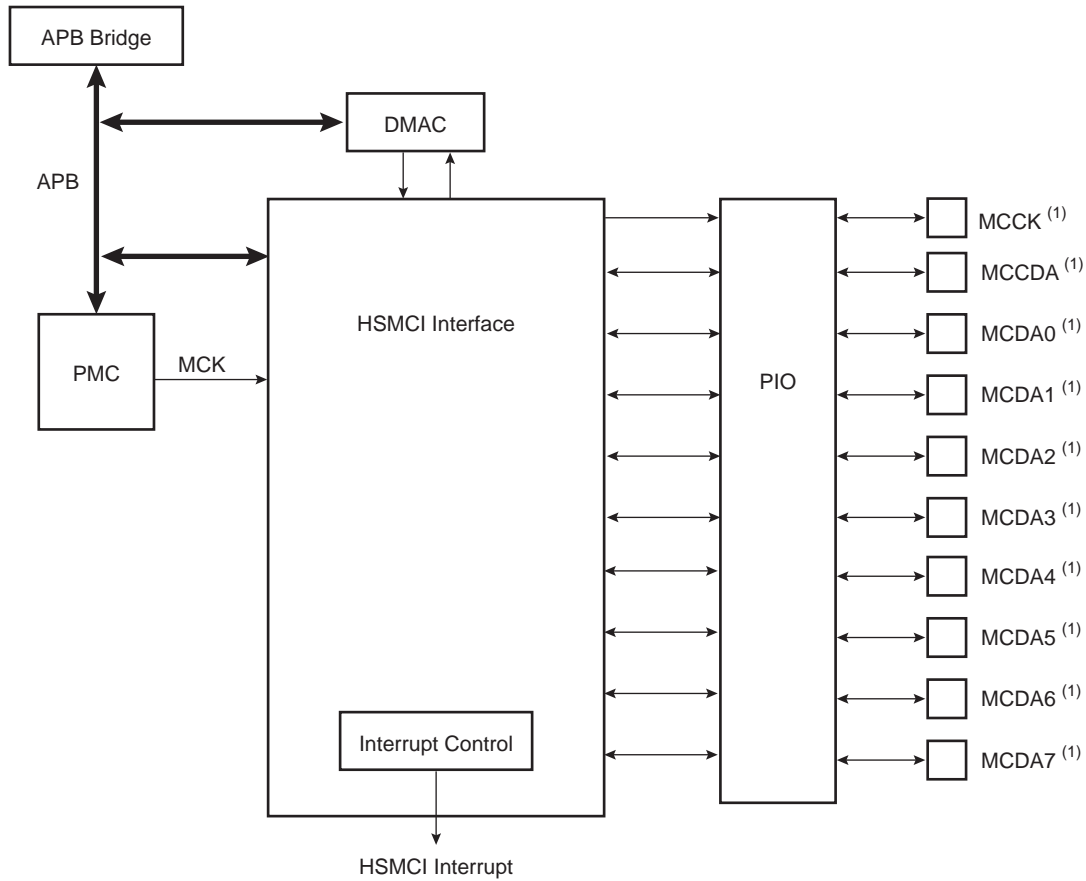 APB Bridge
DMAC
APB
HSMCI Interface
PMC
MCK
PIO
MCCK (1)
MCCDA (1)
MCDA0 (1)
MCDA1 (1)
MCDA2 (1)
MCDA3 (1)
MCDA4 (1)
MCDA5 (1)
MCDA6 (1)
MCDA7 (1)
Interrupt Control
HSMCI Interrupt